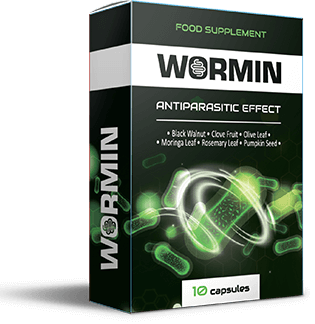 FOOD SUPPLEMENT
WORMIN
ANTIPARASITIC EFFECT
• Black Walnut • Clove Fruit • Olive Leaf •
• Moringa Leaf • Rosemary Leaf • Pumpkin Seed •
10 capsules
WORMIN